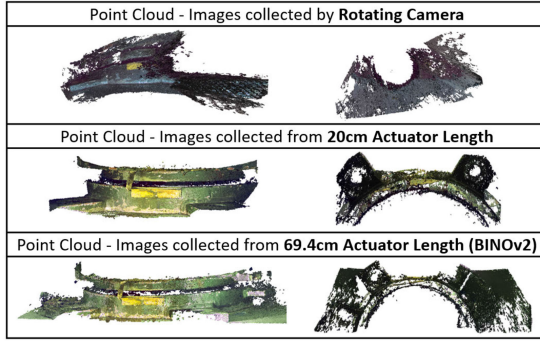 Point Cloud - Images collected by Rotating Camera
Point Cloud - Images collected from 20cm Actuator Length
Point Cloud - Images collected from 69.4cm Actuator Length (BINOv2)